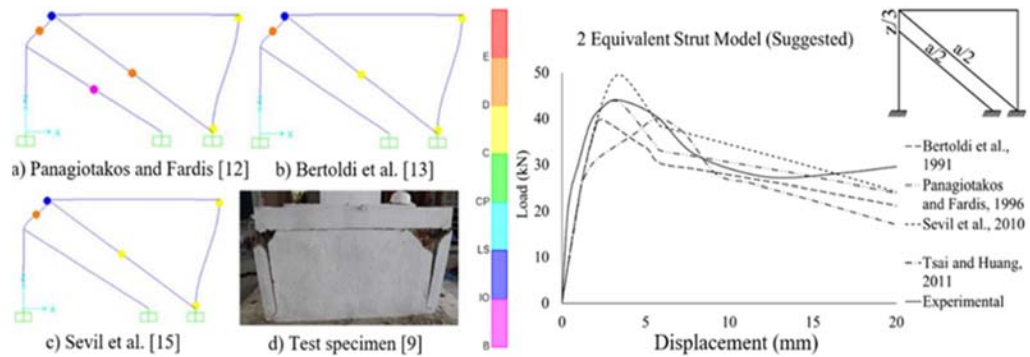 a) Panagiotakos and Fardis [12]
b) Bertoldi et al. [13]
c) Sevil et al. [15]
d) Test specimen [9]
E
D
C
CP
LS
IO
B
2 Equivalent Strut Model (Suggested)
z/3
a/2
a/2
Load (kN)
50
40
30
20
10
0
0
5
10
15
20
Displacement (mm)
Bertoldi et al.,
1991
Panagiotakos
and Fardis, 1996
Sevil et al., 2010
Tsai and Huang,
2011
Experimental